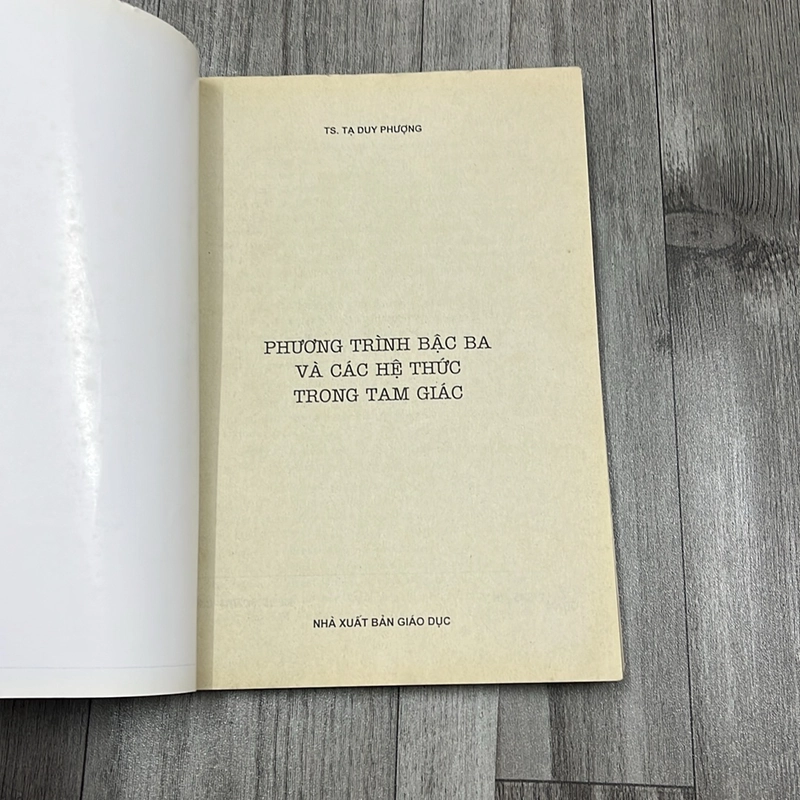 TS. TẠ DUY PHƯỢNG
PHƯƠNG TRÌNH BẬC BA
VÀ CÁC HỆ THỨC
TRONG TAM GIÁC
NHÀ XUẤT BẢN GIÁO DỤC